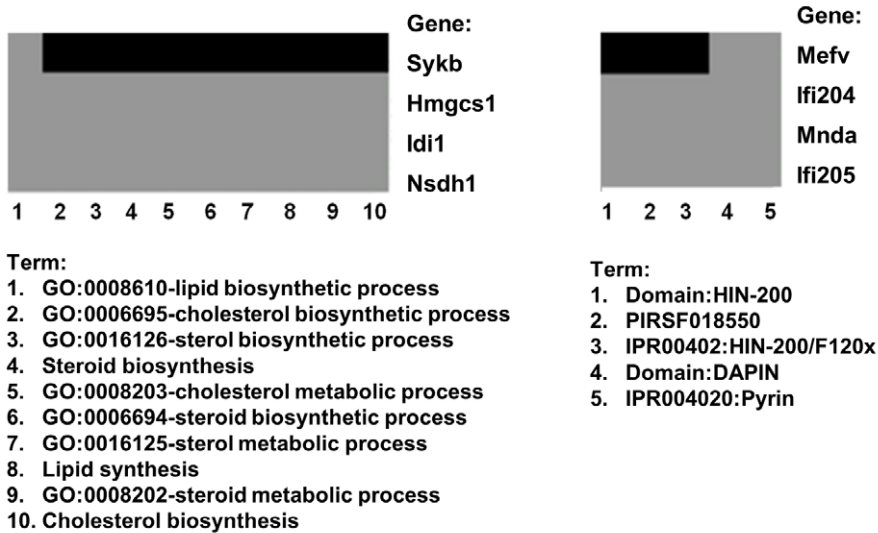 Gene:
Sykb
Hmgcs1
Idi1
Nsdh1
1 2 3 4 5 6 7 8 9 10
Term:
1. GO:0008610-lipid biosynthetic process
2. GO:0006695-cholesterol biosynthetic process
3. GO:0016126-sterol biosynthetic process
4. Steroid biosynthesis
5. GO:0008203-cholesterol metabolic process
6. GO:0006694-steroid biosynthetic process
7. GO:0016125-sterol metabolic process
8. Lipid synthesis
9. GO:0008202-steroid metabolic process
10. Cholesterol biosynthesis
Gene:
Mefv
Ifi204
Mnda
Ifi205
1 2 3 4 5
Term:
1. Domain:HIN-200
2. PIRSF018550
3. IPR00402:HIN-200/F120x
4. Domain:DAPIN
5. IPR004020:Pyrin